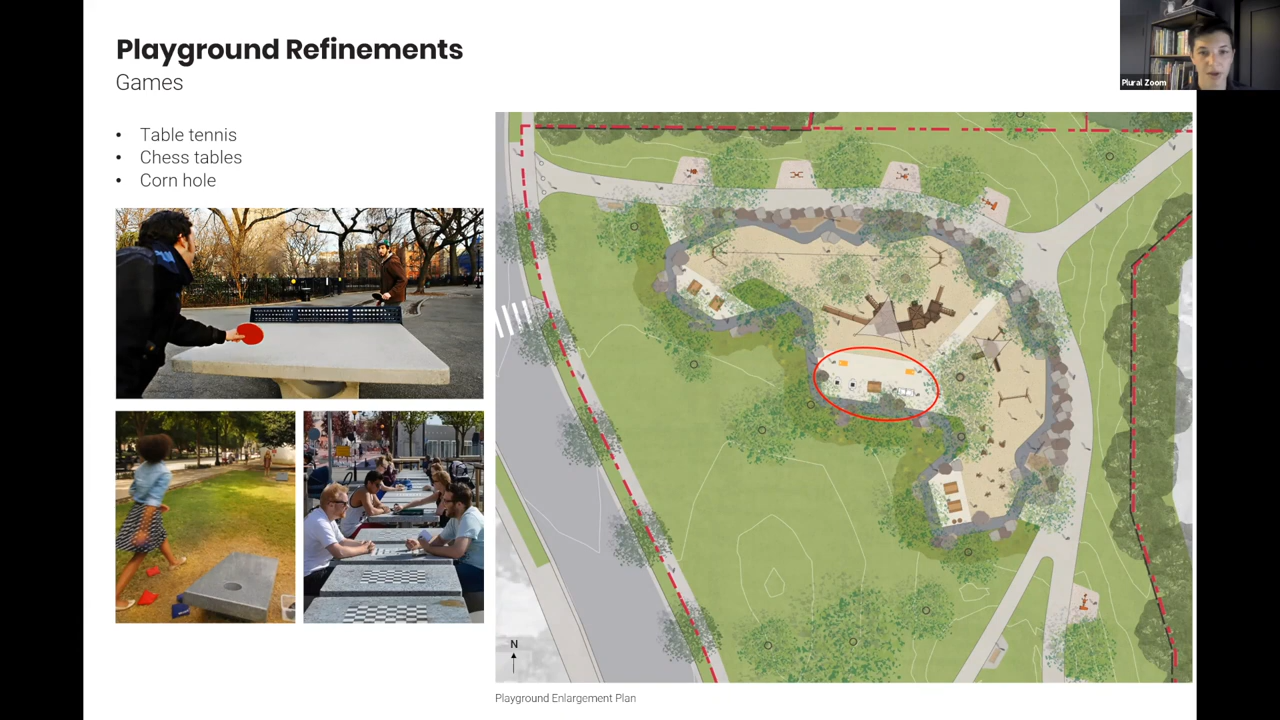 Playground Refinements
Games
• Table tennis
• Chess tables
• Corn hole
Plural Zoom
N
Playground Enlargement Plan